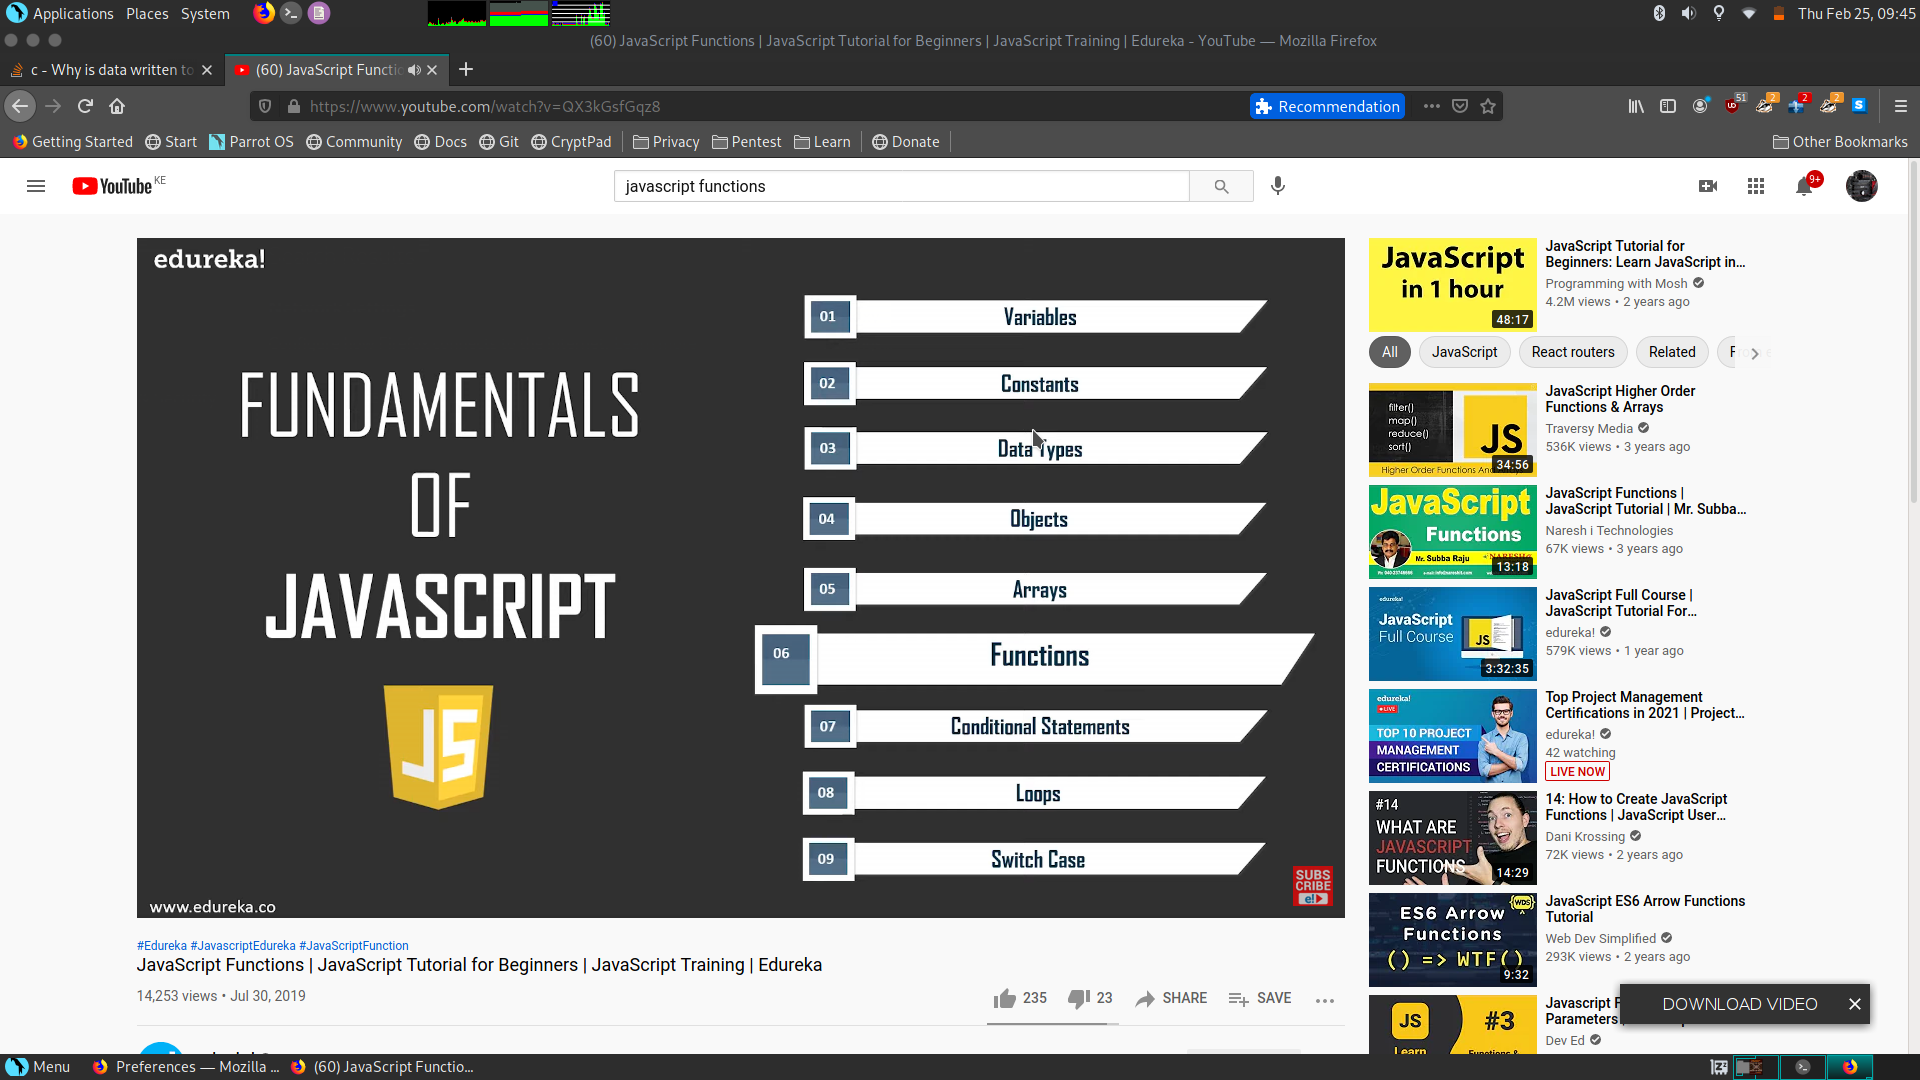 Applications Places System
Thu Feb 25, 09:45
(60) JavaScript Functions | JavaScript Tutorial for Beginners | JavaScript Training | Edureka - YouTube — Mozilla Firefox
c - Why is data written to
(60) JavaScript Functio
https://www.youtube.com/watch?v=QX3kGsfGqz8
Recommendation
51 2 2 2
Getting Started Start Parrot OS Community Docs Git CryptPad Privacy Pentest Learn Donate
Other Bookmarks
YouTube KE
javascript functions
9+
edureka!
FUNDAMENTALS
OF
JAVASCRIPT
JS
01 Variables
02 Constants
03 Data Types
04 Objects
05 Arrays
06 Functions
07 Conditional Statements
08 Loops
09 Switch Case
SUBS
CRIBE
e!
www.edureka.co
#Edureka #JavascriptEdureka #JavaScriptFunction
JavaScript Functions | JavaScript Tutorial for Beginners | JavaScript Training | Edureka
14,253 views • Jul 30, 2019
235 23 SHARE SAVE
JavaScript
in 1 hour
48:17
JavaScript Tutorial for
Beginners: Learn JavaScript in...
Programming with Mosh
4.2M views • 2 years ago
All JavaScript React routers Related
filter()
map()
reduce()
sort()
JS
Higher Order Functions An
34:56
JavaScript Higher Order
Functions & Arrays
Traversy Media
536K views • 3 years ago
JavaScript
Functions
Mr. Subba Raju
13:18
JavaScript Functions |
JavaScript Tutorial | Mr. Subba...
Naresh i Technologies
67K views • 3 years ago
edureka!
JavaScript
Full Course
JS
3:32:35
JavaScript Full Course |
JavaScript Tutorial For...
edureka!
579K views • 1 year ago
edureka!
LIVE
TOP 10 PROJECT
MANAGEMENT
CERTIFICATIONS
Top Project Management
Certifications in 2021 | Project...
edureka!
42 watching
LIVE NOW
#14
WHAT ARE
JAVASCRIPT
FUNCTIONS
14:29
14: How to Create JavaScript
Functions | JavaScript User...
Dani Krossing
72K views • 2 years ago
WDS
ES6 Arrow
Functions
() => WTF()
9:32
JavaScript ES6 Arrow Functions
Tutorial
Web Dev Simplified
293K views • 2 years ago
JS
#3
Learn
Javascript F
Parameters
Dev Ed
DOWNLOAD VIDEO
Menu Preferences — Mozilla ... (60) JavaScript Functio...